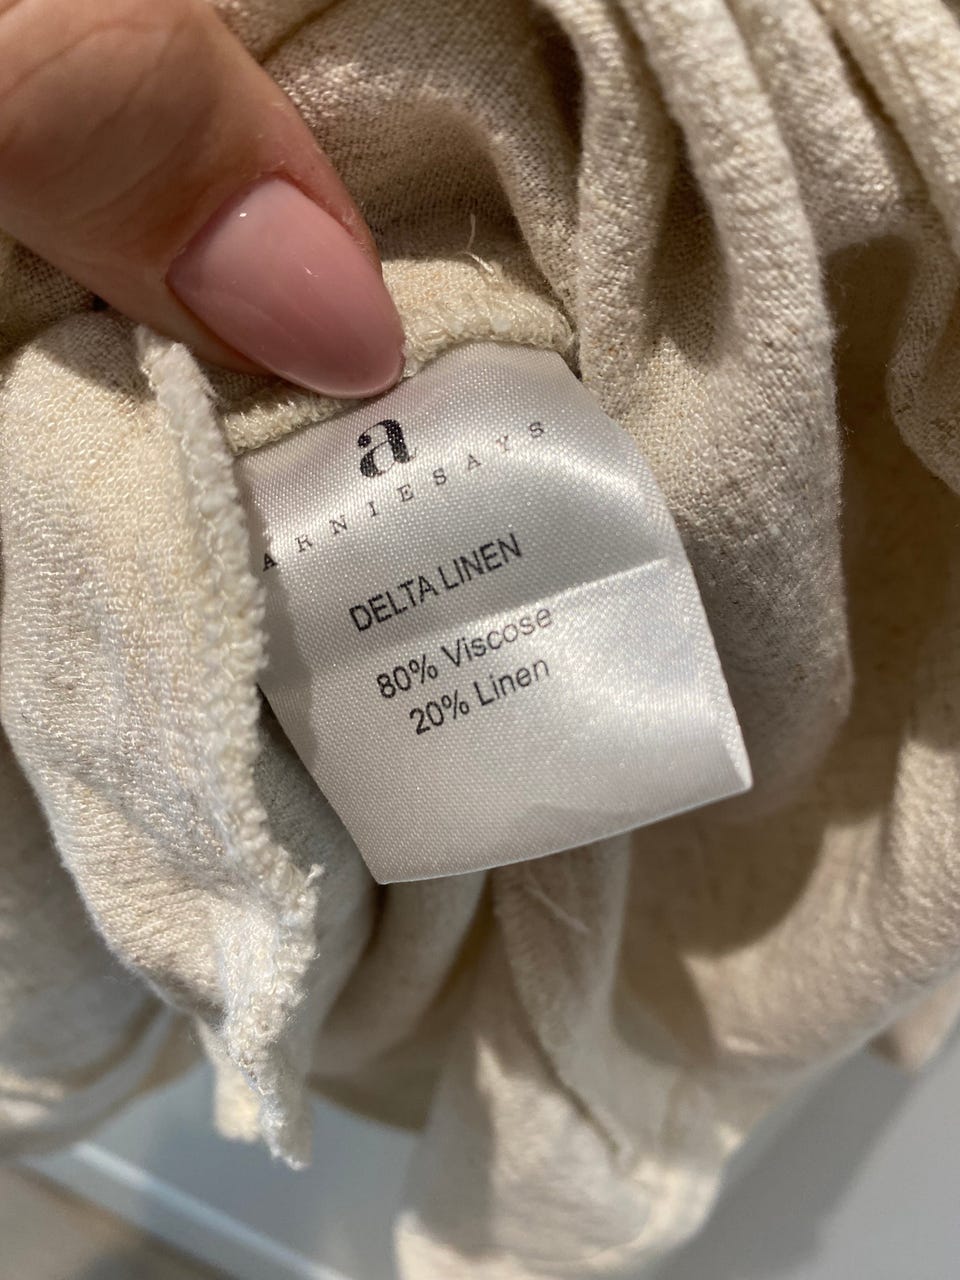 a
ARNIESAYS
DELTA LINEN
80% Viscose
20% Linen